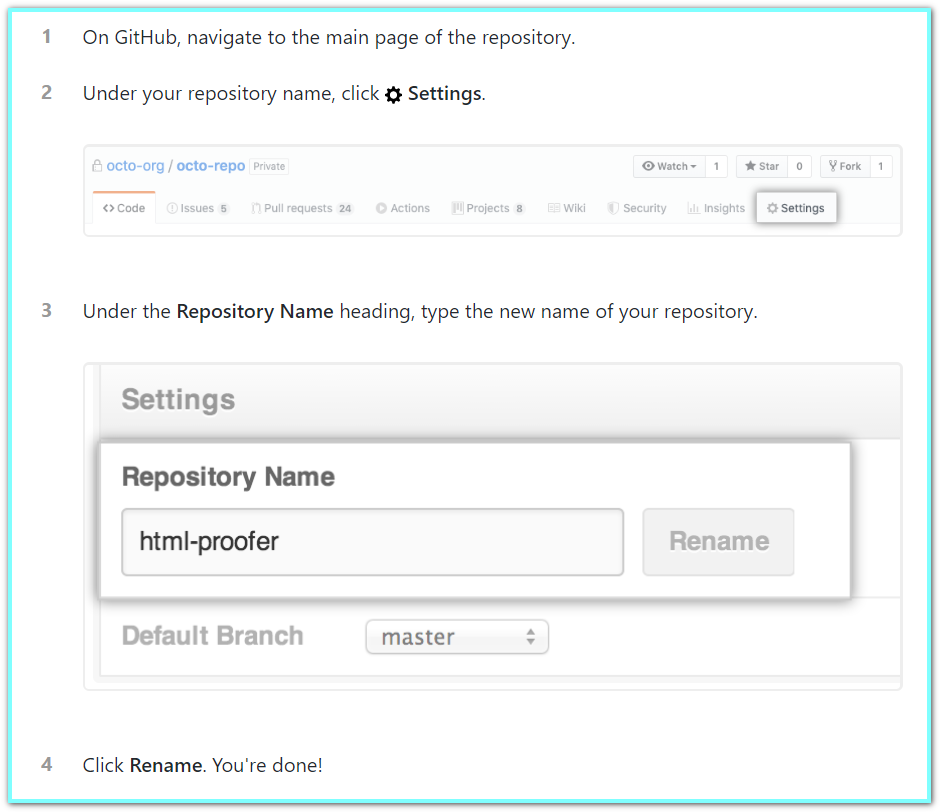 1 On GitHub, navigate to the main page of the repository.
2 Under your repository name, click Settings.
octo-org / octo-repo Private Watch 1 Star 0 Fork 1
Code Issues 5 Pull requests 24 Actions Projects 8 Wiki Security Insights Settings
3 Under the Repository Name heading, type the new name of your repository.
Settings
Repository Name
html-proofer Rename
Default Branch master
4 Click Rename. You're done!